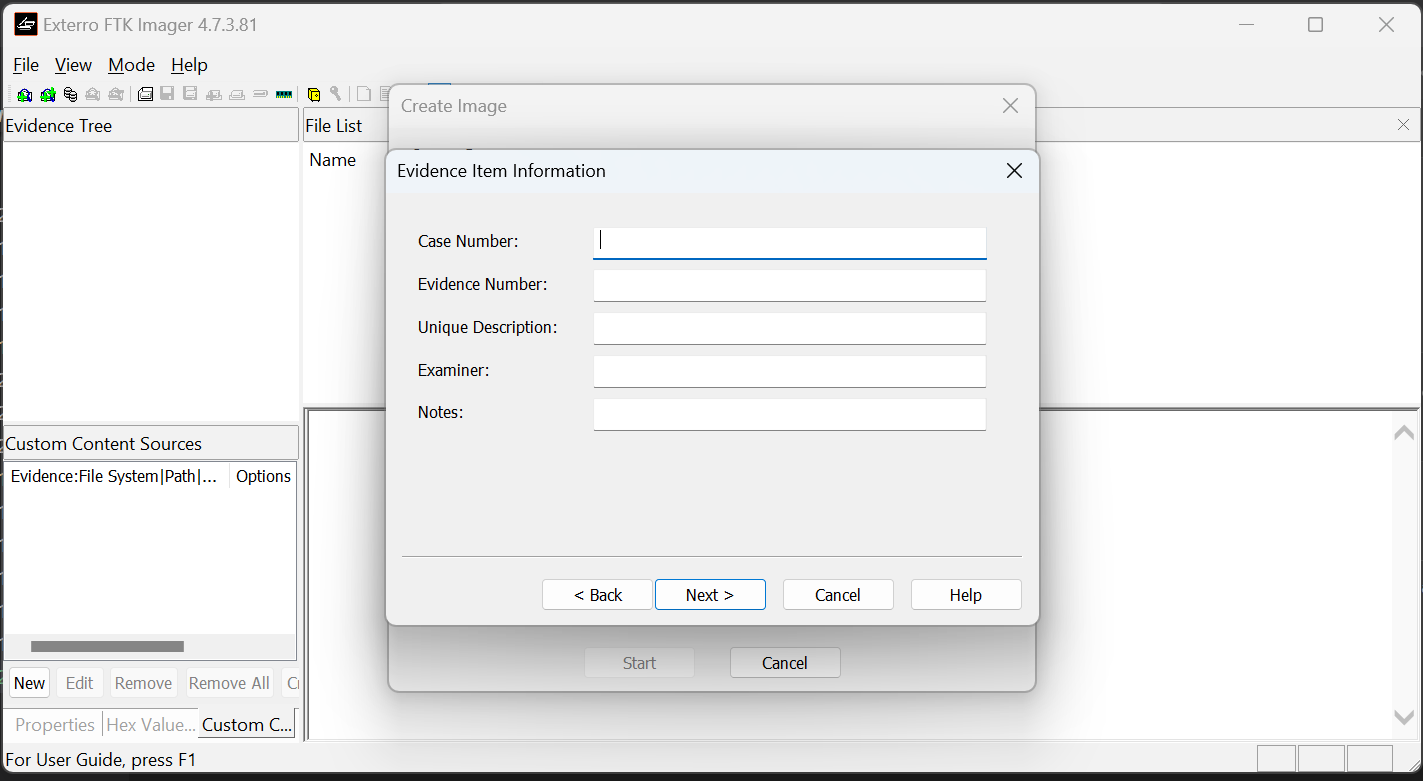 Exterro FTK Imager 4.7.3.81
File View Mode Help
Create Image
Evidence Tree
File List
Name
Evidence Item Information
Case Number:
Evidence Number:
Unique Description:
Examiner:
Notes:
Custom Content Sources
Evidence:File System|Path|... Options
< Back Next > Cancel Help
Start Cancel
New Edit Remove Remove All
Properties Hex Value... Custom C...
For User Guide, press F1